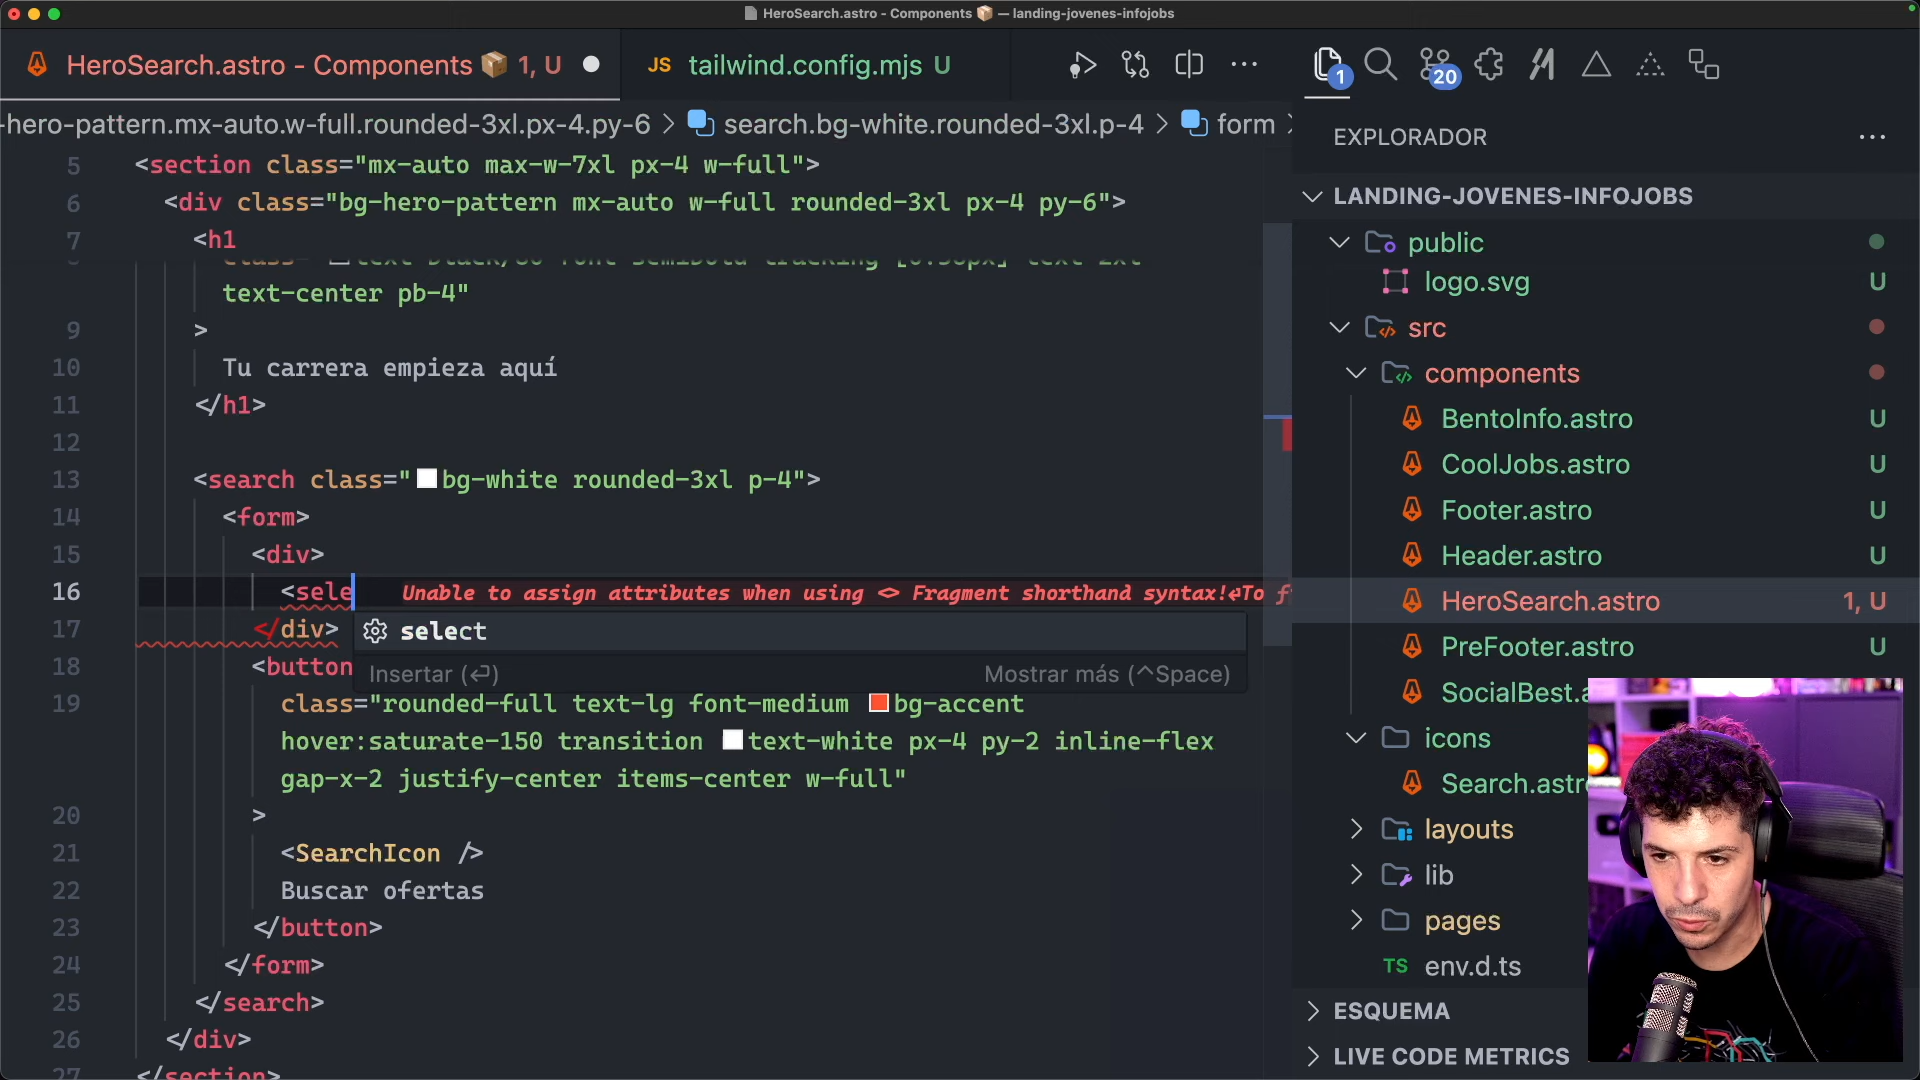 HeroSearch.astro - Components 📦 — landing-jovenes-infojobs
HeroSearch.astro - Components 📦 1, U
JS tailwind.config.mjs U
1
20
-hero-pattern.mx-auto.w-full.rounded-3xl.px-4.py-6 > search.bg-white.rounded-3xl.p-4 > form >
5 <section class="mx-auto max-w-7xl px-4 w-full">
6 <div class="bg-hero-pattern mx-auto w-full rounded-3xl px-4 py-6">
7 <h1
text-center pb-4"
9 >
10 Tu carrera empieza aquí
11 </h1>
12
13 <search class="bg-white rounded-3xl p-4">
14 <form>
15 <div>
16 <sele Unable to assign attributes when using <> Fragment shorthand syntax!↵To f
17 </div>
select
Insertar (↵) Mostrar más (^Space)
18 <button
19 class="rounded-full text-lg font-medium bg-accent
hover:saturate-150 transition text-white px-4 py-2 inline-flex
gap-x-2 justify-center items-center w-full"
20 >
21 <SearchIcon />
22 Buscar ofertas
23 </button>
24 </form>
25 </search>
26 </div>
27 </section>
EXPLORADOR
LANDING-JOVENES-INFOJOBS
public
logo.svg U
src
components
BentoInfo.astro U
CoolJobs.astro U
Footer.astro U
Header.astro U
HeroSearch.astro 1, U
PreFooter.astro U
SocialBest.a
icons
Search.astr
layouts
lib
pages
TS env.d.ts
ESQUEMA
LIVE CODE METRICS